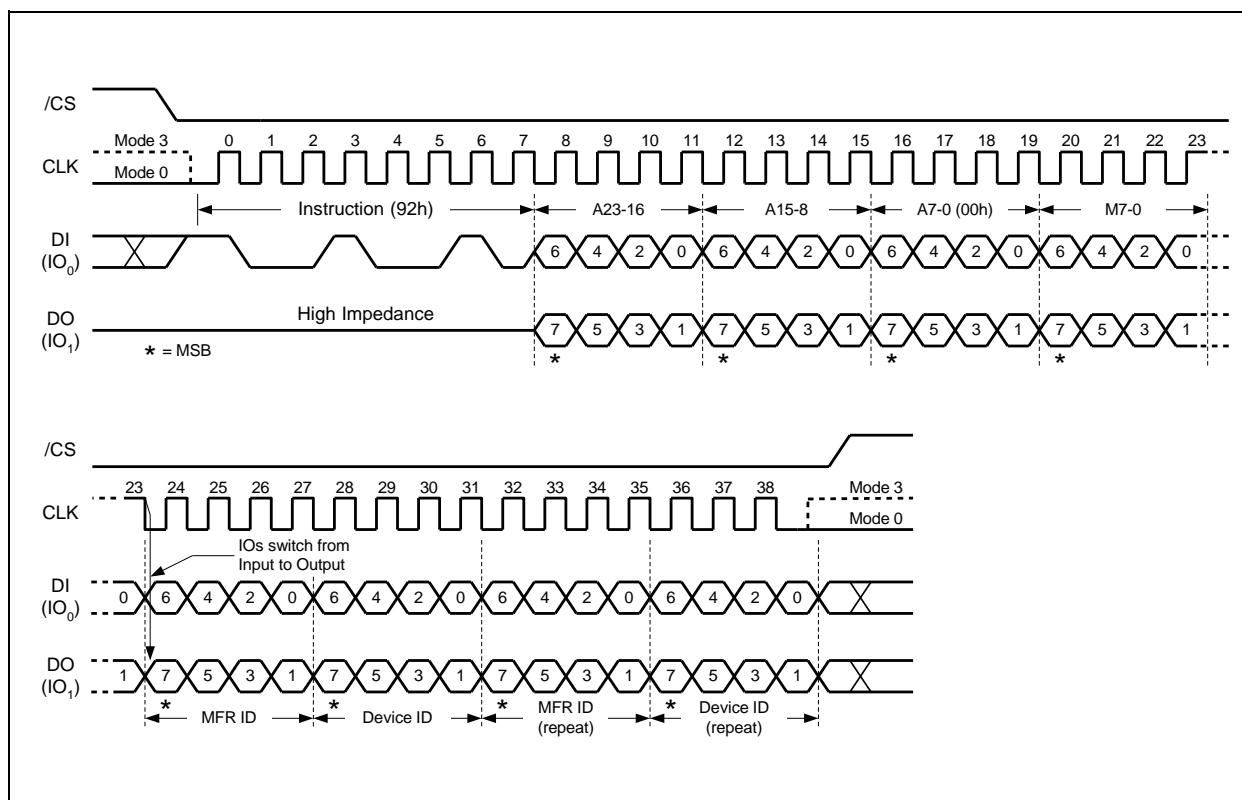 /CS
Mode 3 0 1 2 3 4 5 6 7 8 9 10 11 12 13 14 15 16 17 18 19 20 21 22 23
CLK
Mode 0
Instruction (92h) A23-16 A15-8 A7-0 (00h) M7-0
DI
(IO0) 6 4 2 0 6 4 2 0 6 4 2 0 6 4 2 0
High Impedance
DO
(IO1) 7 5 3 1 7 5 3 1 7 5 3 1 7 5 3 1
* = MSB * * * *
/CS
23 24 25 26 27 28 29 30 31 32 33 34 35 36 37 38 Mode 3
CLK
Mode 0
IOs switch from
Input to Output
DI
(IO0) 0 6 4 2 0 6 4 2 0 6 4 2 0 6 4 2 0
DO
(IO1) 1 7 5 3 1 7 5 3 1 7 5 3 1 7 5 3 1
* * * *
MFR ID Device ID MFR ID
(repeat) Device ID
(repeat)